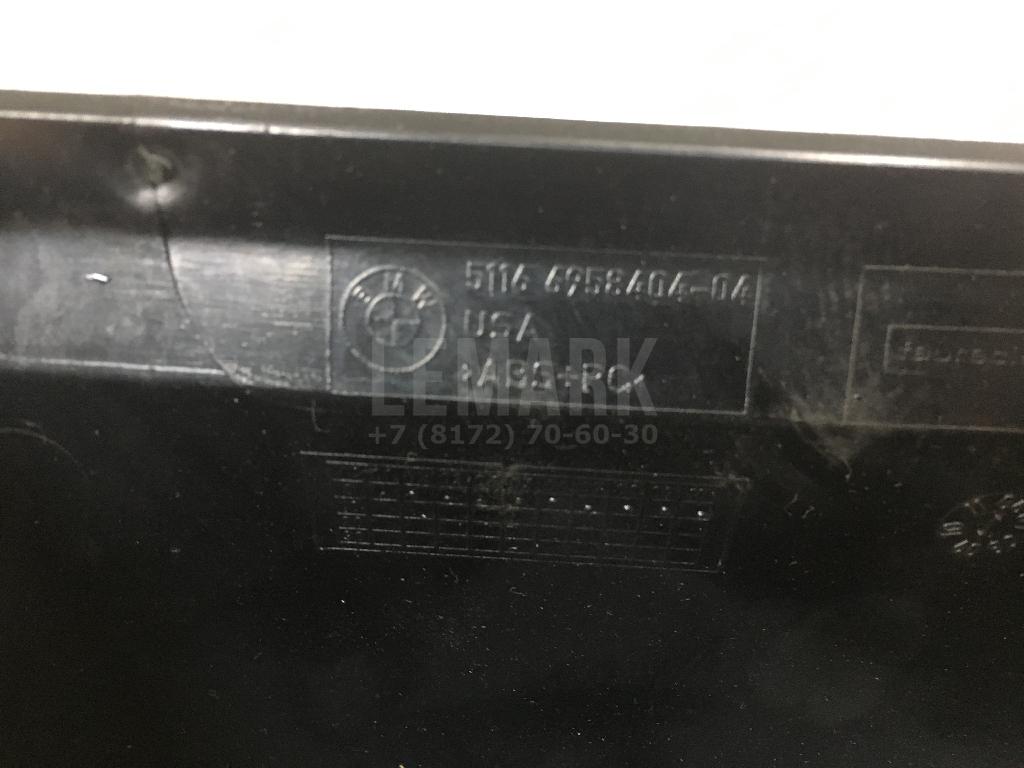 BMW
5116 6958404-04
USA
>ABS+PC<
LEMARK
+7 (8172) 70-60-30